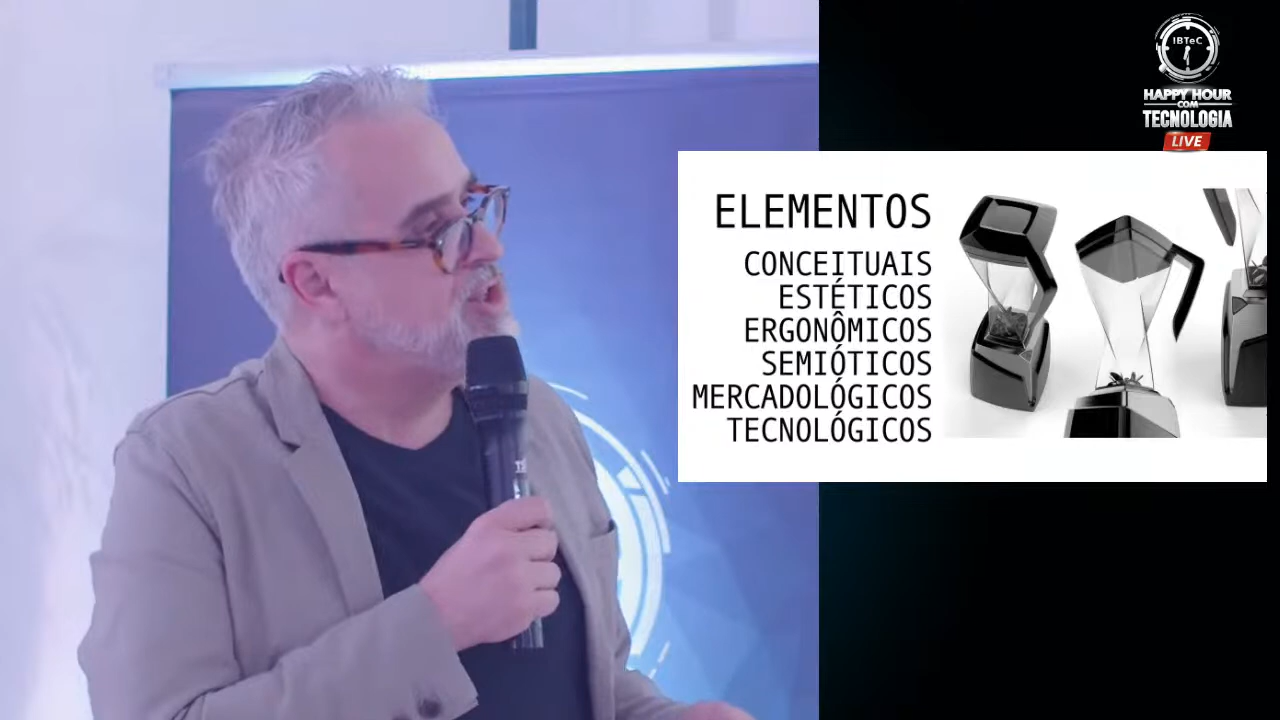 IBTeC
HAPPY HOUR
COM
TECNOLOGIA
LIVE
ELEMENTOS
CONCEITUAIS
ESTÉTICOS
ERGONÔMICOS
SEMIÓTICOS
MERCADOLÓGICOS
TECNOLÓGICOS